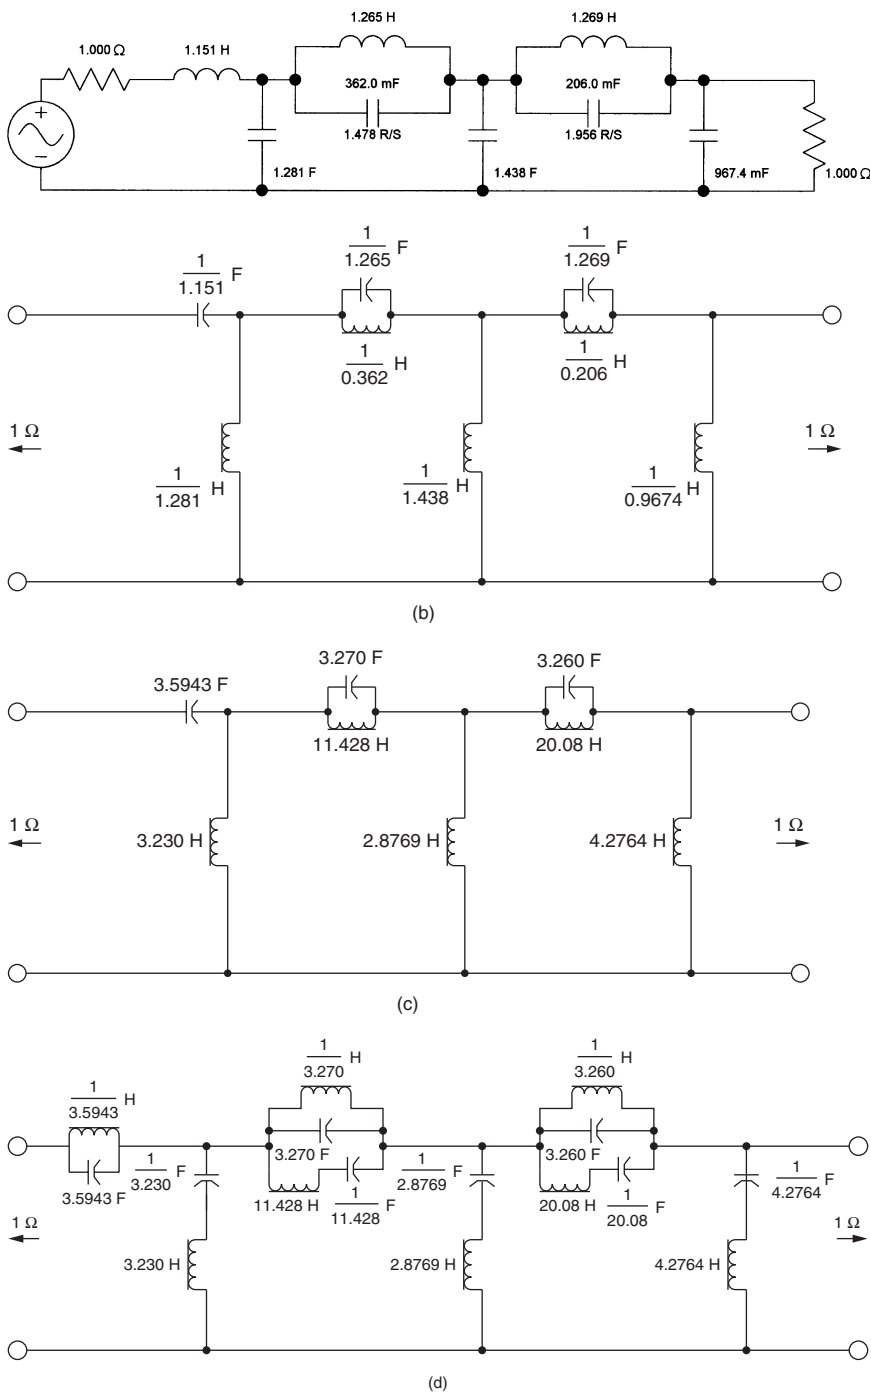 1.265 H
1.269 H
1.000 Ω
1.151 H
362.0 mF
206.0 mF
+
−
1.478 R/S
1.956 R/S
1.281 F
1.438 F
967.4 mF
1.000 Ω
1/1.151 F
1/1.265 F
1/1.269 F
1/0.362 H
1/0.206 H
1 Ω
1 Ω
1/1.281 H
1/1.438 H
1/0.9674 H
(b)
3.5943 F
3.270 F
3.260 F
11.428 H
20.08 H
1 Ω
3.230 H
2.8769 H
4.2764 H
1 Ω
(c)
1/3.5943 H
1/3.270 H
1/3.260 H
3.5943 F
1/3.230 F
3.270 F
11.428 H
1/11.428 F
1/2.8769 F
3.260 F
20.08 H
1/20.08 F
1/4.2764 F
1 Ω
3.230 H
2.8769 H
4.2764 H
1 Ω
(d)